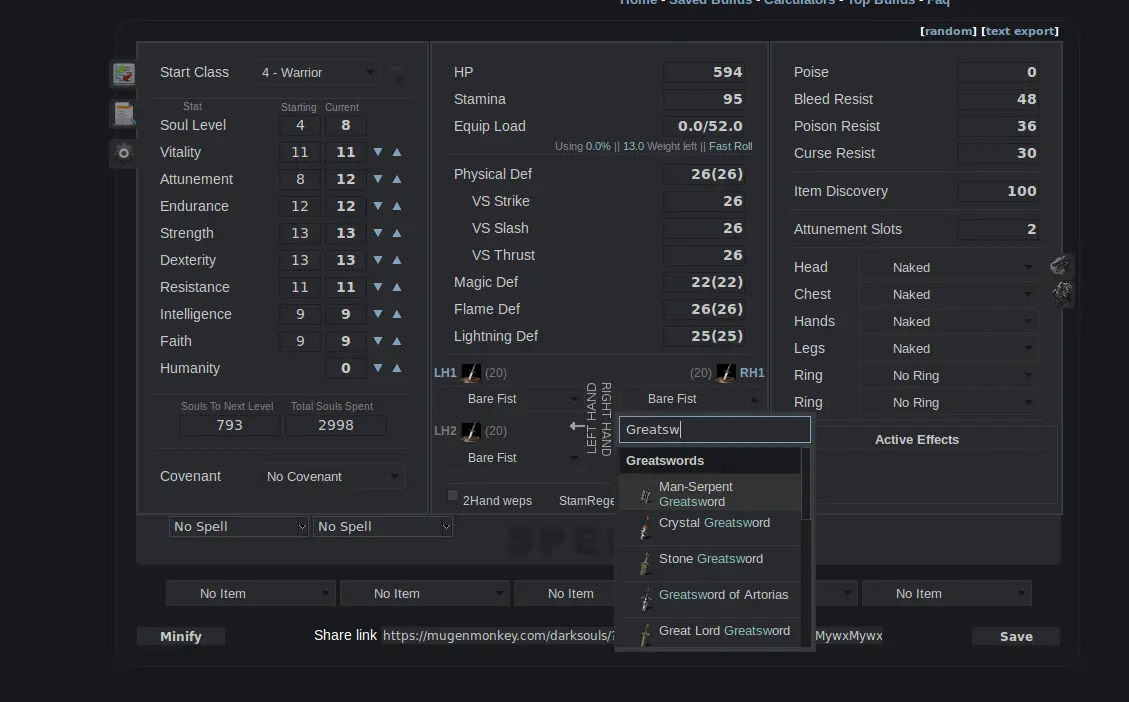 Home - Saved Builds - Calculators - Top Builds - Faq
[random] [text export]
Start Class 4 - Warrior
Stat Starting Current
Soul Level 4 8
Vitality 11 11
Attunement 8 12
Endurance 12 12
Strength 13 13
Dexterity 13 13
Resistance 11 11
Intelligence 9 9
Faith 9 9
Humanity 0
Souls To Next Level Total Souls Spent
793 2998
Covenant No Covenant
HP 594
Stamina 95
Equip Load 0.0/52.0
Using 0.0% || 13.0 Weight left || Fast Roll
Physical Def 26(26)
VS Strike 26
VS Slash 26
VS Thrust 26
Magic Def 22(22)
Flame Def 26(26)
Lightning Def 25(25)
LH1 (20) (20) RH1
Bare Fist Bare Fist
LH2 (20)
Bare Fist
LEFT HAND
RIGHT HAND
2Hand weps StamRege
Greatsw
Greatswords
Man-Serpent
Greatsword
Crystal Greatsword
Stone Greatsword
Greatsword of Artorias
Great Lord Greatsword
Poise 0
Bleed Resist 48
Poison Resist 36
Curse Resist 30
Item Discovery 100
Attunement Slots 2
Head Naked
Chest Naked
Hands Naked
Legs Naked
Ring No Ring
Ring No Ring
Active Effects
No Spell No Spell
SPE
No Item No Item No Item No Item
Minify Share link https://mugenmonkey.com/darksouls/? MywxMywx Save